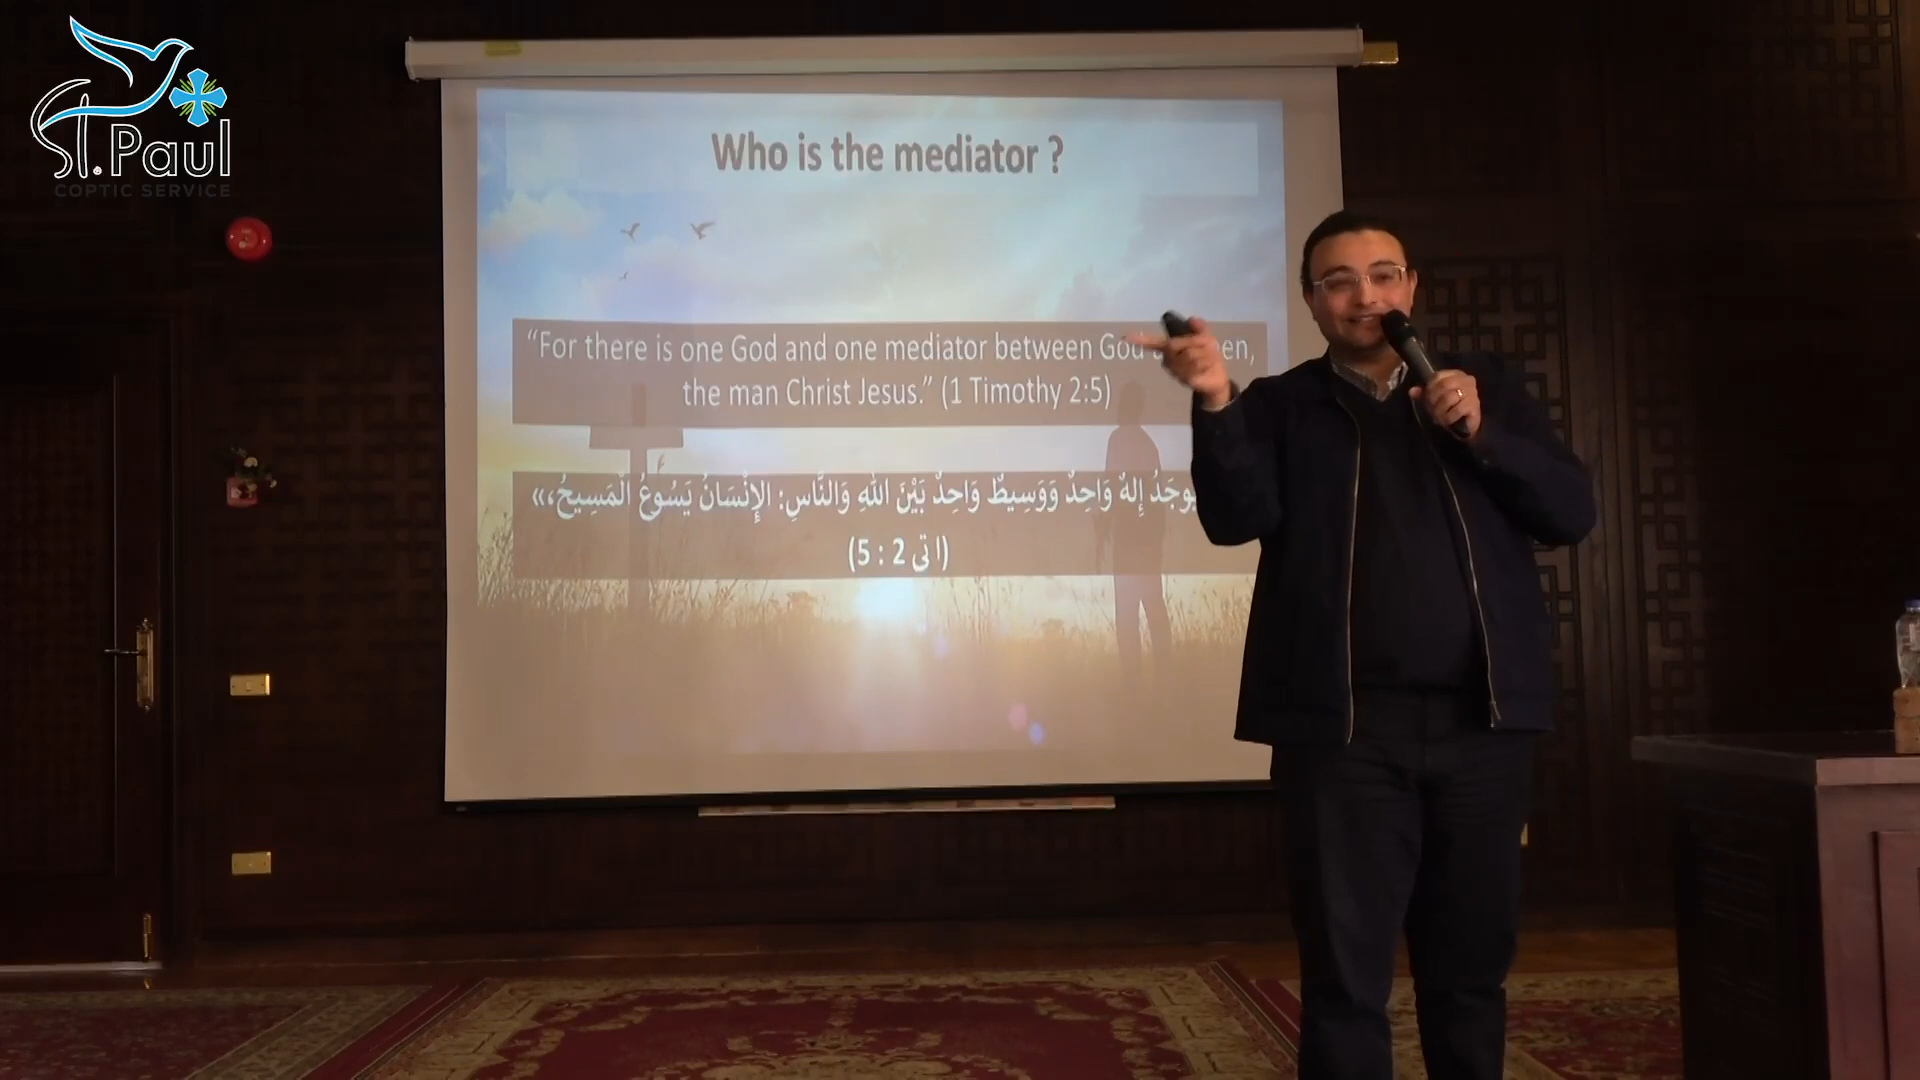 St. Paul
COPTIC SERVICE
Who is the mediator ?
“For there is one God and one mediator between God
the man Christ Jesus.” (1 Timothy 2:5)
يُوجَدُ إِلهٌ وَاحِدٌ وَوَسِيطٌ وَاحِدٌ بَيْنَ اللهِ وَالنَّاسِ: الإِنْسَانُ يَسُوعُ الْمَسِيحُ،»
(1 تى 2 : 5)